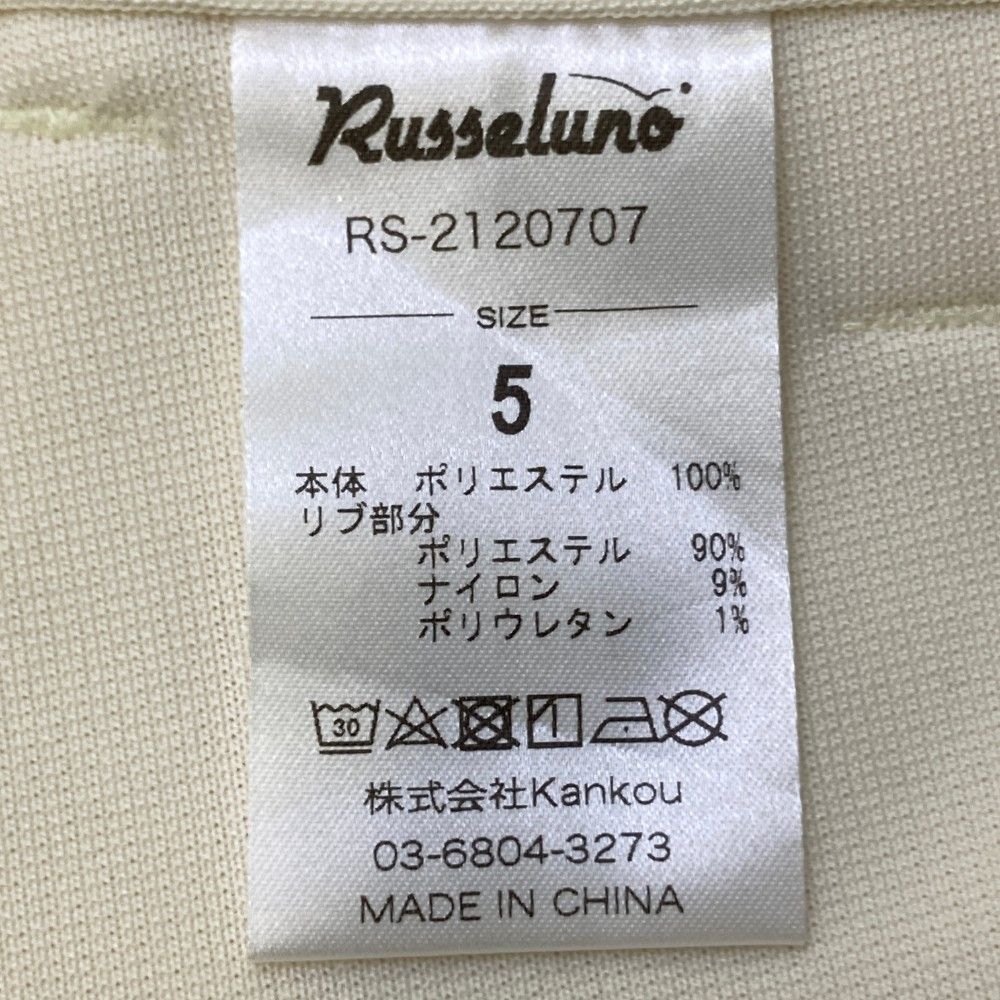 Russeluno
RS-2120707
SIZE
5
本体 ポリエステル 100%
リブ部分
ポリエステル 90%
ナイロン 9%
ポリウレタン 1%
30
株式会社Kankou
03-6804-3273
MADE IN CHINA